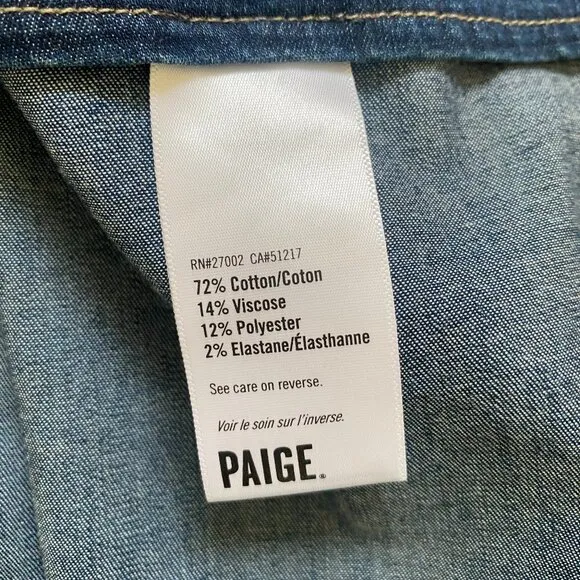 RN#27002 CA#51217
72% Cotton/Coton
14% Viscose
12% Polyester
2% Elastane/Élasthanne
See care on reverse.
Voir le soin sur l'inverse.
PAIGE.